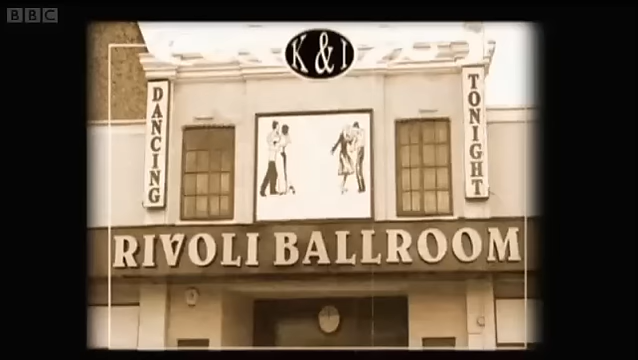 BBC
K & I
DANCING
TONIGHT
RIVOLI BALLROOM